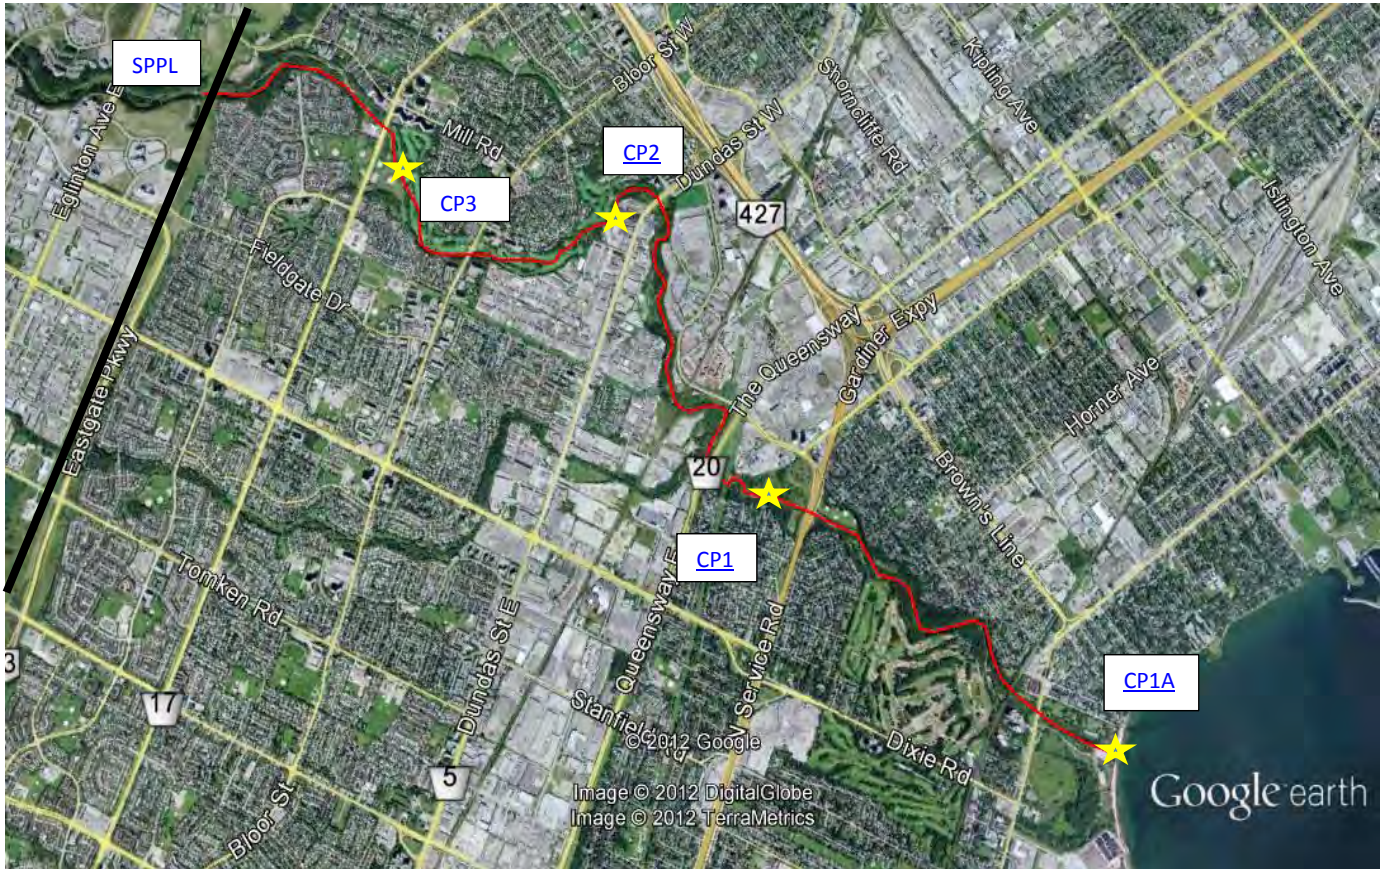 SPPL
Eglinton Ave E
Bloor St W
Mill Rd
CP3
CP2
Dundas St W
Shorncliffe Rd
Kipling Ave
427
Islington Ave
Fieldgate Dr
Eastgate Pkwy
The Queensway
Gardiner Expy
Horner Ave
20
Brown's Line
CP1
Tomken Rd
Queensway E
N Service Rd
3
17
Dundas St E
5
Stanfield Rd
Dixie Rd
Bloor St
CP1A
© 2012 Google
Image © 2012 DigitalGlobe
Image © 2012 TerraMetrics
Google earth